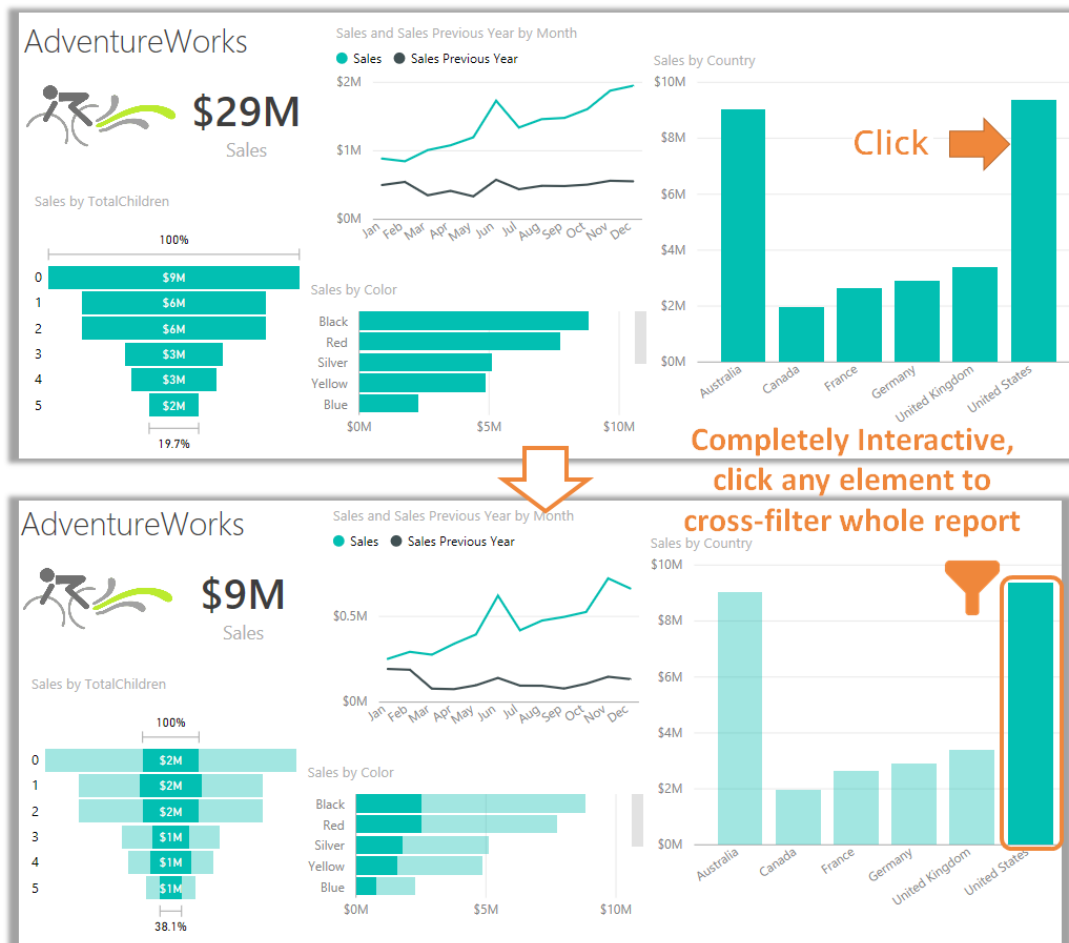 AdventureWorks
$29M
Sales
Sales by TotalChildren
100%
0 $9M
1 $6M
2 $6M
3 $3M
4 $3M
5 $2M
19.7%
Sales and Sales Previous Year by Month
Sales Sales Previous Year
$2M
$1M
$0M
Jan Feb Mar Apr May Jun Jul Aug Sep Oct Nov Dec
Sales by Color
Black
Red
Silver
Yellow
Blue
$0M $5M $10M
Sales by Country
$10M
$8M
$6M
$4M
$2M
$0M
Australia Canada France Germany United Kingdom United States
Click
Completely Interactive,
click any element to
cross-filter whole report
AdventureWorks
$9M
Sales
Sales by TotalChildren
100%
0 $2M
1 $2M
2 $2M
3 $1M
4 $1M
5 $1M
38.1%
Sales and Sales Previous Year by Month
Sales Sales Previous Year
$0.5M
$0M
Jan Feb Mar Apr May Jun Jul Aug Sep Oct Nov Dec
Sales by Color
Black
Red
Silver
Yellow
Blue
$0M $5M $10M
Sales by Country
$10M
$8M
$6M
$4M
$2M
$0M
Australia Canada France Germany United Kingdom United States